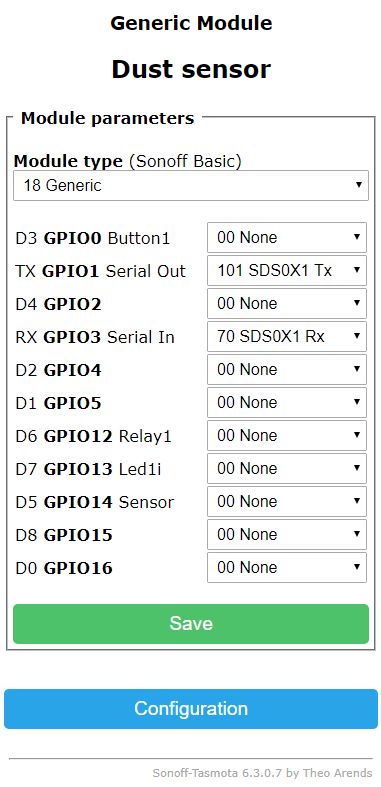 Generic Module
Dust sensor
Module parameters
Module type (Sonoff Basic)
18 Generic
D3 GPIO0 Button1 00 None
TX GPIO1 Serial Out 101 SDS0X1 Tx
D4 GPIO2 00 None
RX GPIO3 Serial In 70 SDS0X1 Rx
D2 GPIO4 00 None
D1 GPIO5 00 None
D6 GPIO12 Relay1 00 None
D7 GPIO13 Led1i 00 None
D5 GPIO14 Sensor 00 None
D8 GPIO15 00 None
D0 GPIO16 00 None
Save
Configuration
Sonoff-Tasmota 6.3.0.7 by Theo Arends